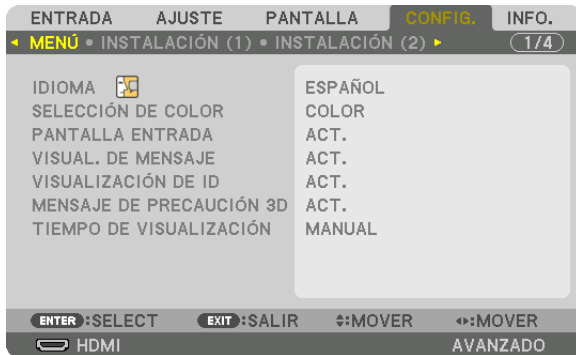 ENTRADA AJUSTE PANTALLA CONFIG. INFO.
MENÚ • INSTALACIÓN (1) • INSTALACIÓN (2) 1/4
IDIOMA ESPAÑOL
SELECCIÓN DE COLOR COLOR
PANTALLA ENTRADA ACT.
VISUAL. DE MENSAJE ACT.
VISUALIZACIÓN DE ID ACT.
MENSAJE DE PRECAUCIÓN 3D ACT.
TIEMPO DE VISUALIZACIÓN MANUAL
ENTER :SELECT EXIT :SALIR :MOVER :MOVER
HDMI AVANZADO